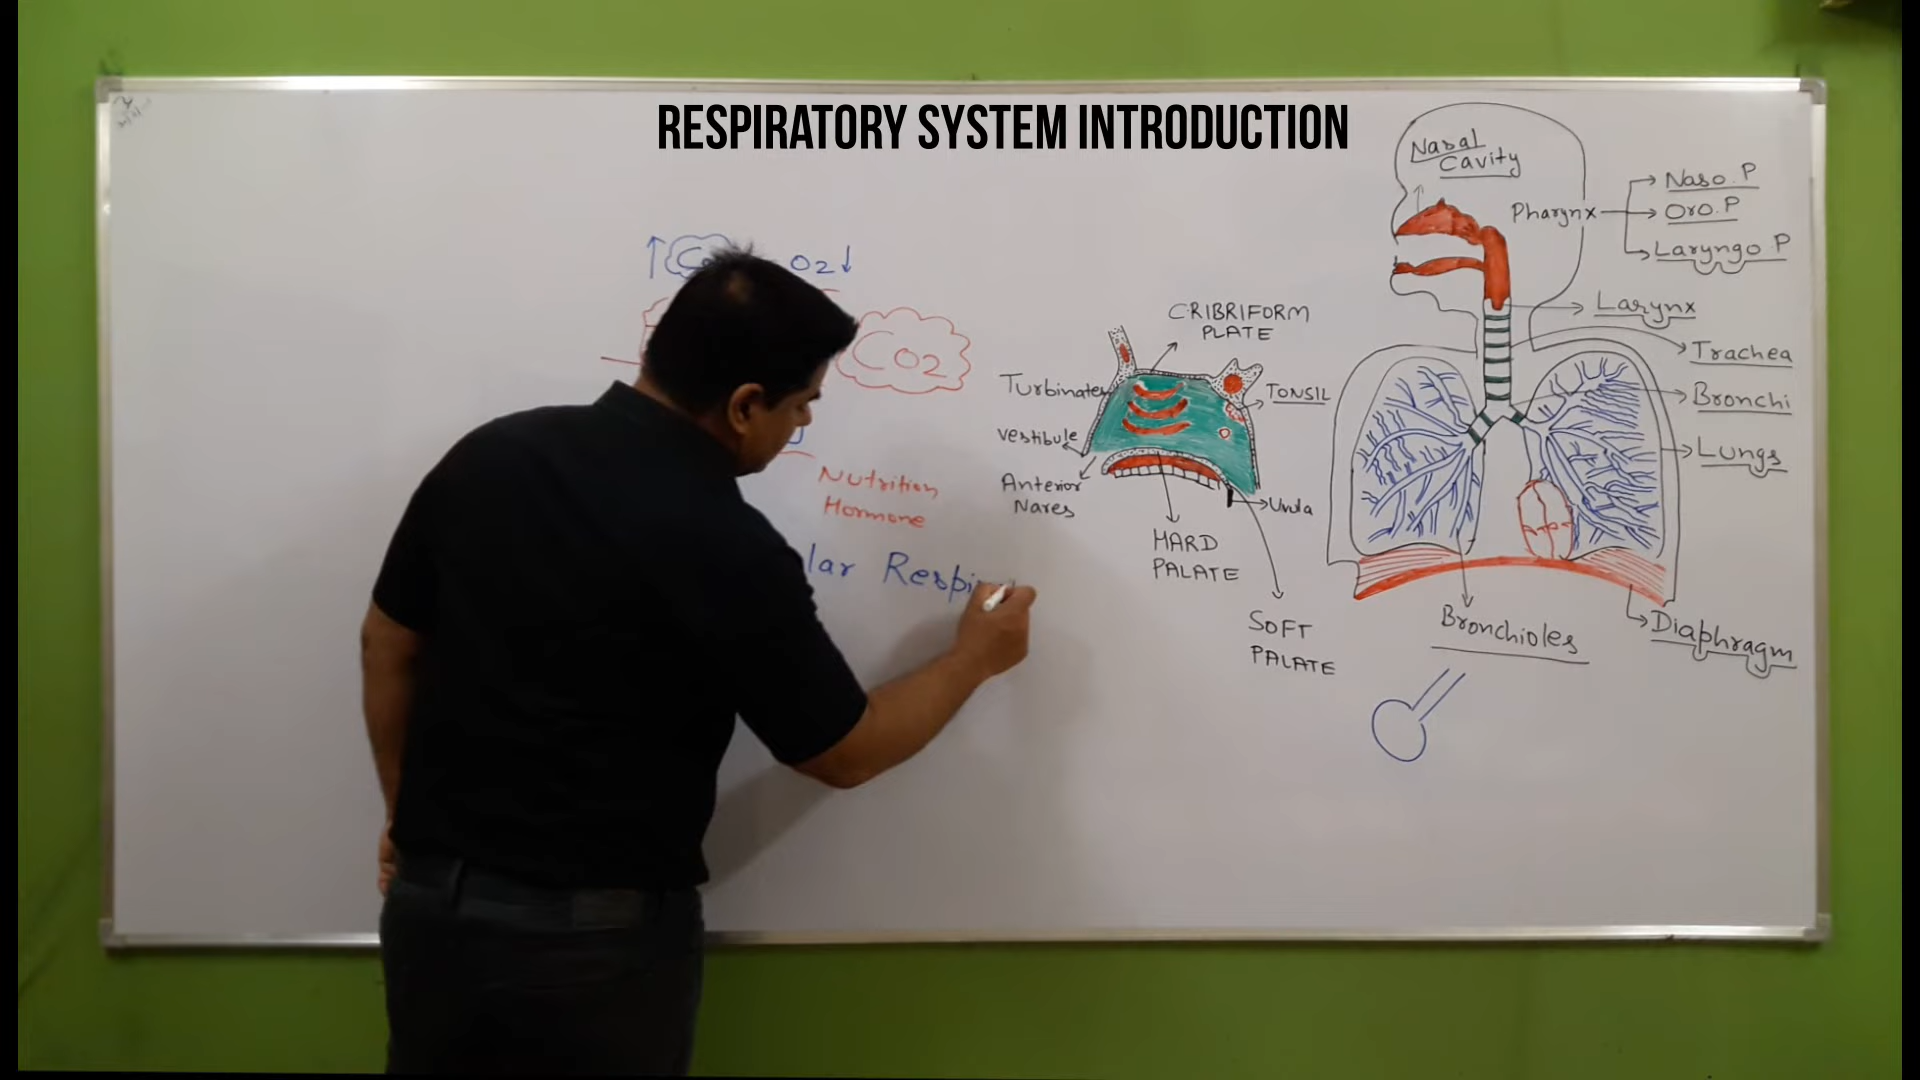 RESPIRATORY SYSTEM INTRODUCTION
Nasal
Cavity
Pharynx
Naso.P
Oro.P
Laryngo.P
Larynx
Trachea
Bronchi
Lungs
Diaphragm
Bronchioles
O2↓
CO2
Nutrition
Hormone
lar Respi
CRIBRIFORM
PLATE
Turbinates
TONSIL
Vestibule
Anterior
Nares
Uvula
HARD
PALATE
SOFT
PALATE